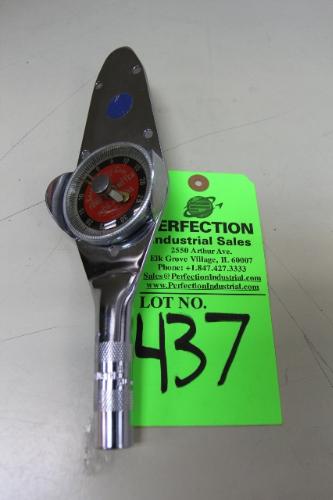 PERFECTION
Industrial Sales
2550 Arthur Ave.
Elk Grove Village, IL 60007
Phone: +1.847.427.3333
Sales@PerfectionIndustrial.com
www.PerfectionIndustrial.com
LOT NO.
437